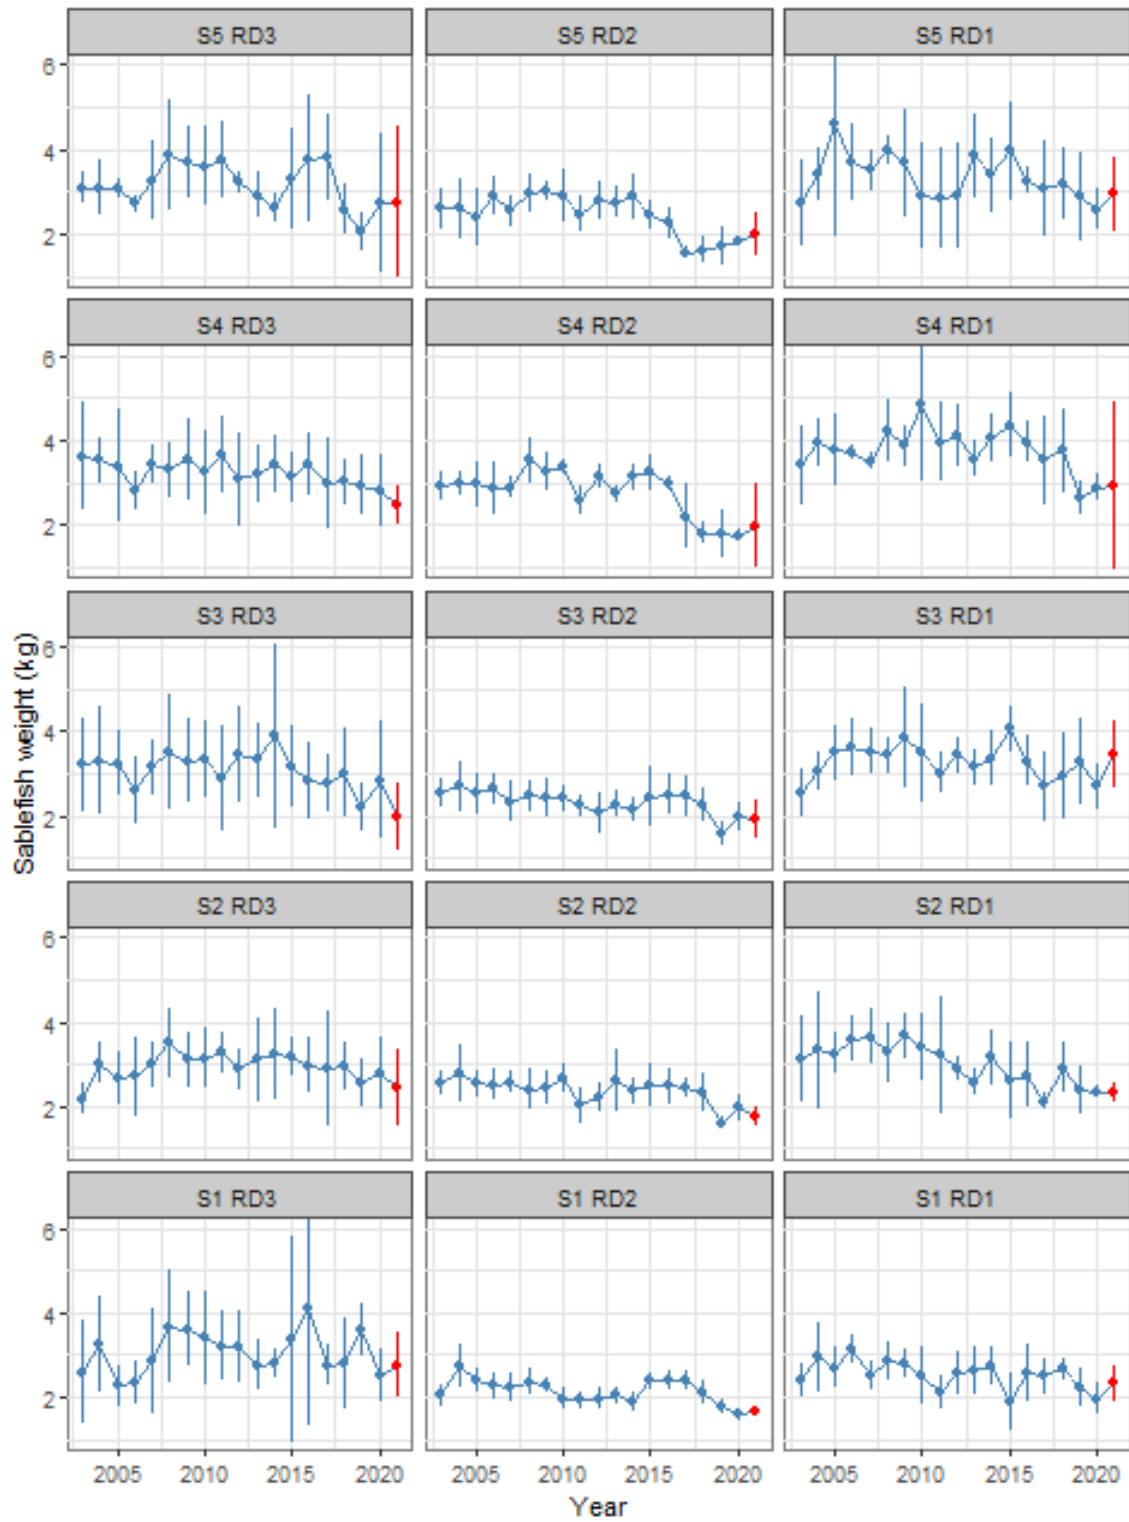 S5 RD3 S5 RD2 S5 RD1
6
4
2
S4 RD3 S4 RD2 S4 RD1
6
4
2
S3 RD3 S3 RD2 S3 RD1
6
4
2
Sablefish weight (kg)
S2 RD3 S2 RD2 S2 RD1
6
4
2
S1 RD3 S1 RD2 S1 RD1
6
4
2
2005 2010 2015 2020 2005 2010 2015 2020 2005 2010 2015 2020
Year